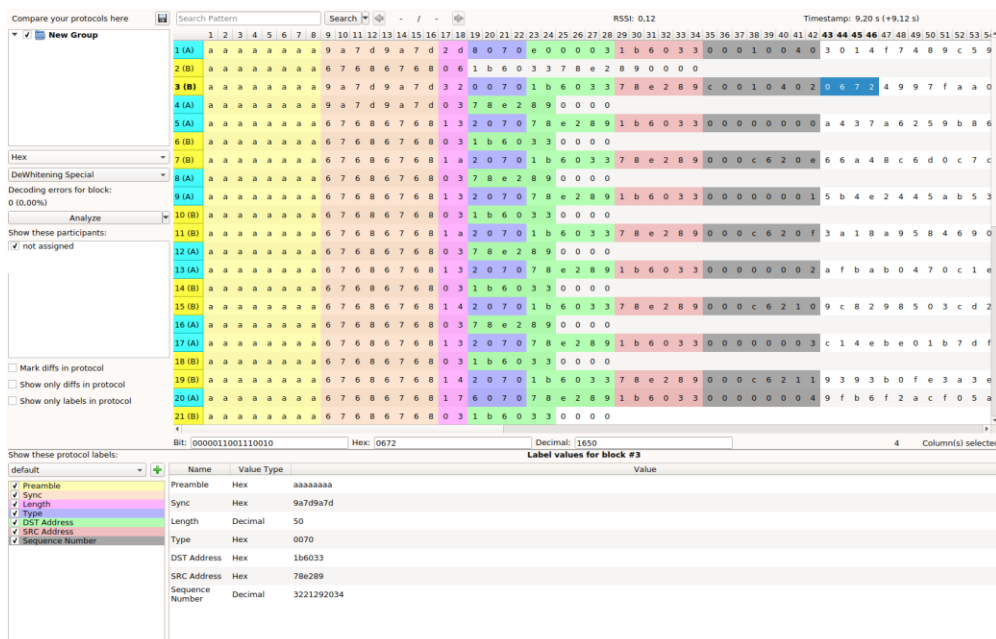 Compare your protocols here
Search Pattern Search - / - RSSI: 0,12 Timestamp: 9,20 s (+9,12 s)
New Group
1 2 3 4 5 6 7 8 9 10 11 12 13 14 15 16 17 18 19 20 21 22 23 24 25 26 27 28 29 30 31 32 33 34 35 36 37 38 39 40 41 42 43 44 45 46 47 48 49 50 51 52 53
1 (A) a a a a a a a a 9 a 7 d 9 a 7 d 2 d 8 0 7 0 e 0 0 0 0 3 1 b 6 0 3 3 0 0 0 1 0 0 4 0 3 0 1 4 f 7 4 8 9 c 5 9
2 (B) a a a a a a a a 6 7 6 8 6 7 6 8 0 6 1 b 6 0 3 3 7 8 e 2 8 9 0 0 0 0
3 (B) a a a a a a a a 9 a 7 d 9 a 7 d 3 2 0 0 7 0 1 b 6 0 3 3 7 8 e 2 8 9 c 0 0 1 0 4 0 2 0 6 7 2 4 9 9 7 f a a 0
4 (A) a a a a a a a a 9 a 7 d 9 a 7 d 0 3 7 8 e 2 8 9 0 0 0 0
5 (A) a a a a a a a a 6 7 6 8 6 7 6 8 1 3 2 0 7 0 7 8 e 2 8 9 1 b 6 0 3 3 0 0 0 0 0 0 0 0 a 4 3 7 a 6 2 5 9 b 8 6
6 (B) a a a a a a a a 6 7 6 8 6 7 6 8 0 3 1 b 6 0 3 3 0 0 0 0
7 (B) a a a a a a a a 6 7 6 8 6 7 6 8 1 a 2 0 7 0 1 b 6 0 3 3 7 8 e 2 8 9 0 0 0 c 6 2 0 e 6 6 a 4 8 c 6 d 0 c 7 c
8 (A) a a a a a a a a 6 7 6 8 6 7 6 8 0 3 7 8 e 2 8 9 0 0 0 0
9 (A) a a a a a a a a 6 7 6 8 6 7 6 8 1 3 2 0 7 0 7 8 e 2 8 9 1 b 6 0 3 3 0 0 0 0 0 0 0 1 5 b 4 e 2 4 4 5 a b 5 3
10 (B) a a a a a a a a 6 7 6 8 6 7 6 8 0 3 1 b 6 0 3 3 0 0 0 0
11 (B) a a a a a a a a 6 7 6 8 6 7 6 8 1 a 2 0 7 0 1 b 6 0 3 3 7 8 e 2 8 9 0 0 0 c 6 2 0 f 3 a 1 8 a 9 5 8 4 6 9 0
12 (A) a a a a a a a a 6 7 6 8 6 7 6 8 0 3 7 8 e 2 8 9 0 0 0 0
13 (A) a a a a a a a a 6 7 6 8 6 7 6 8 1 3 2 0 7 0 7 8 e 2 8 9 1 b 6 0 3 3 0 0 0 0 0 0 0 2 a f b a b 0 4 7 0 c 1 e
14 (B) a a a a a a a a 6 7 6 8 6 7 6 8 0 3 1 b 6 0 3 3 0 0 0 0
15 (B) a a a a a a a a 6 7 6 8 6 7 6 8 1 4 2 0 7 0 1 b 6 0 3 3 7 8 e 2 8 9 0 0 0 c 6 2 1 0 9 c 8 2 9 8 5 0 3 c d 2
16 (A) a a a a a a a a 6 7 6 8 6 7 6 8 0 3 7 8 e 2 8 9 0 0 0 0
17 (A) a a a a a a a a 6 7 6 8 6 7 6 8 1 3 2 0 7 0 7 8 e 2 8 9 1 b 6 0 3 3 0 0 0 0 0 0 0 3 c 1 4 e b e 0 1 b 7 d f
18 (B) a a a a a a a a 6 7 6 8 6 7 6 8 0 3 1 b 6 0 3 3 0 0 0 0
19 (B) a a a a a a a a 6 7 6 8 6 7 6 8 1 4 2 0 7 0 1 b 6 0 3 3 7 8 e 2 8 9 0 0 0 c 6 2 1 1 9 3 9 3 b 0 f e 3 a 3 e
20 (A) a a a a a a a a 6 7 6 8 6 7 6 8 1 7 6 0 7 0 7 8 e 2 8 9 1 b 6 0 3 3 0 0 0 0 0 0 0 4 9 f b 6 f 2 a c f 0 5 a
21 (B) a a a a a a a a 6 7 6 8 6 7 6 8 0 3 1 b 6 0 3 3 0 0 0 0
Hex
DeWhitening Special
Decoding errors for block:
0 (0,00%)
Analyze
Show these participants:
not assigned
Mark diffs in protocol
Show only diffs in protocol
Show only labels in protocol
Bit: 0000011001110010 Hex: 0672 Decimal: 1650 4 Column(s) selected
Show these protocol labels:
default
Preamble
Sync
Length
Type
DST Address
SRC Address
Sequence Number
Label values for block #3
Name Value Type Value
Preamble Hex aaaaaaaa
Sync Hex 9a7d9a7d
Length Decimal 50
Type Hex 0070
DST Address Hex 1b6033
SRC Address Hex 78e289
Sequence Number Decimal 3221292034